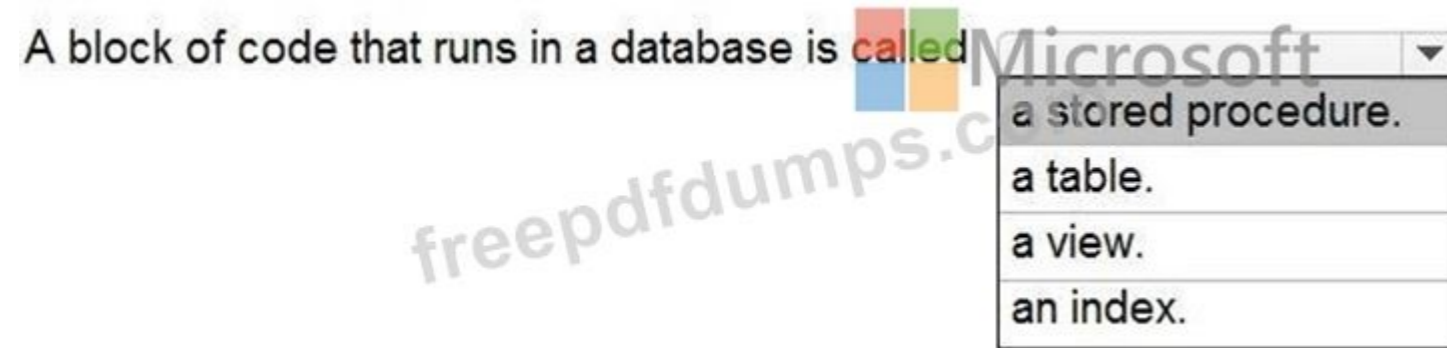 A block of code that runs in a database is called Microsoft
a stored procedure.
a table.
a view.
an index.
freepdfdumps.com